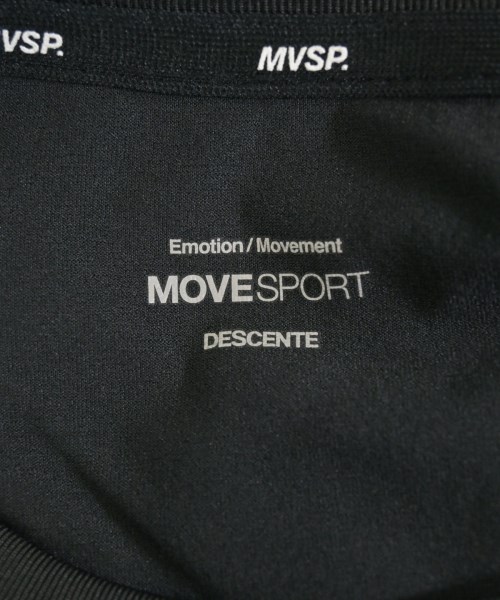 MVSP. MVSP.
Emotion / Movement
MOVESPORT
DESCENTE